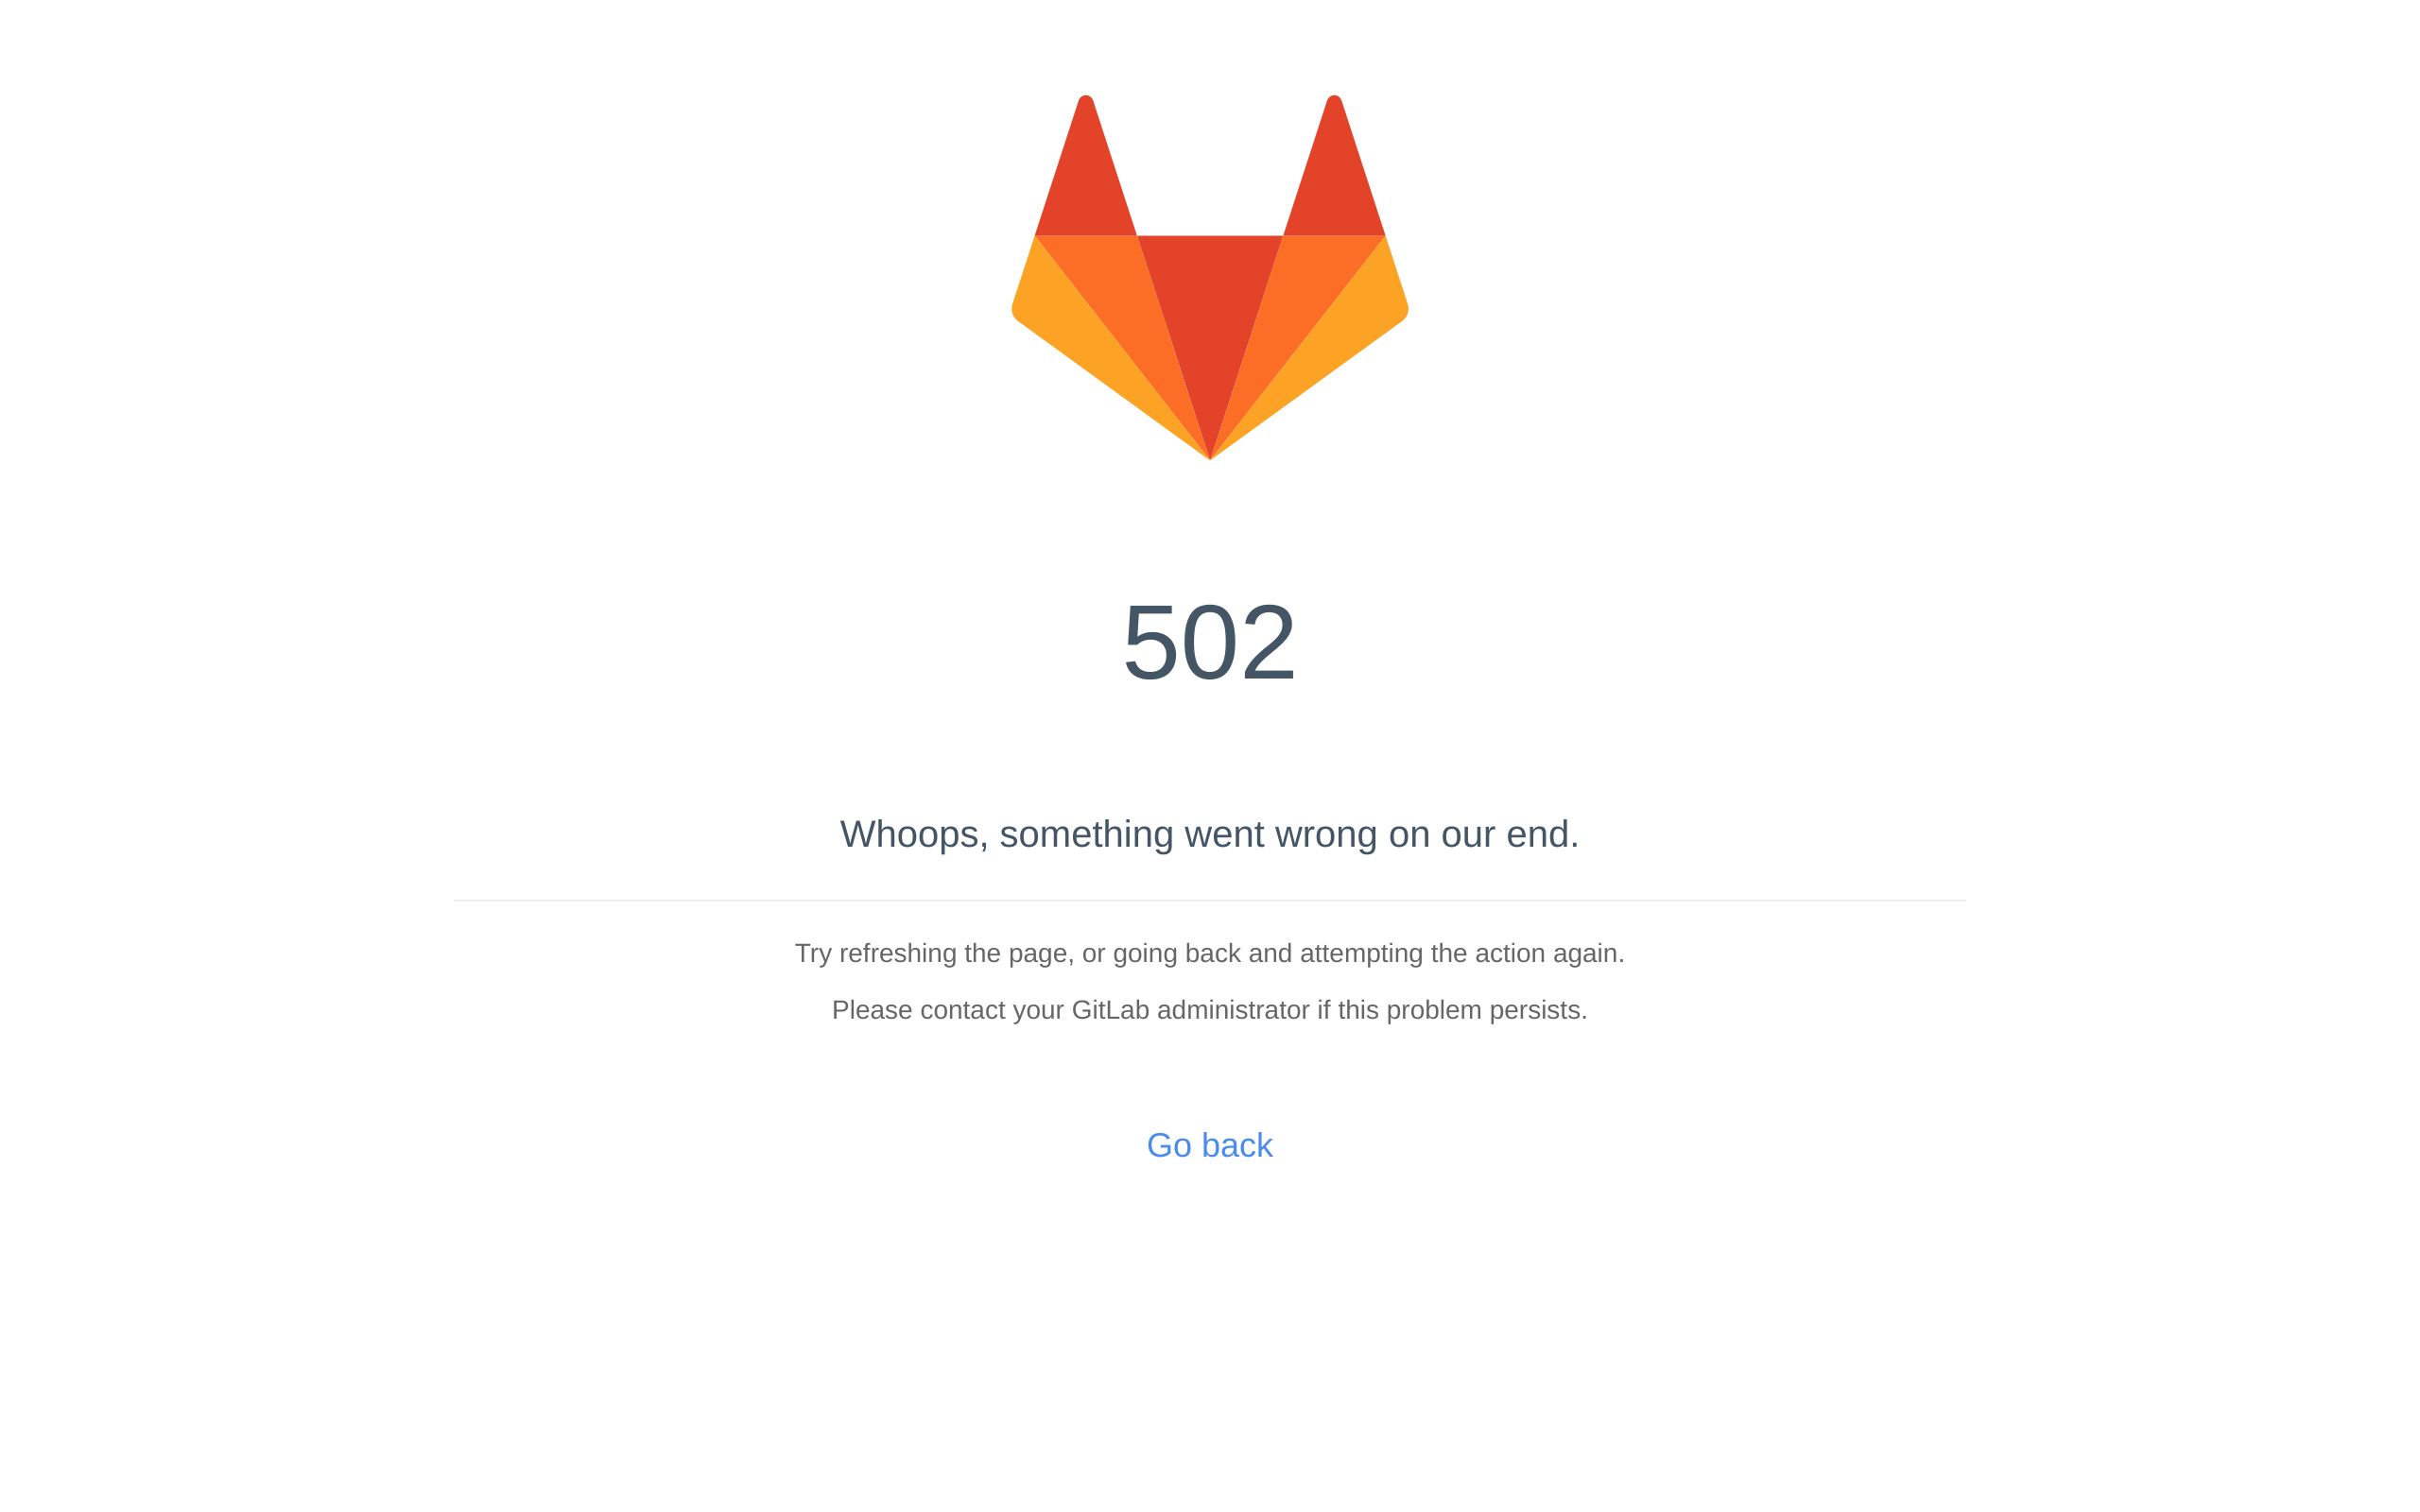 502
Whoops, something went wrong on our end.
Try refreshing the page, or going back and attempting the action again.
Please contact your GitLab administrator if this problem persists.
Go back